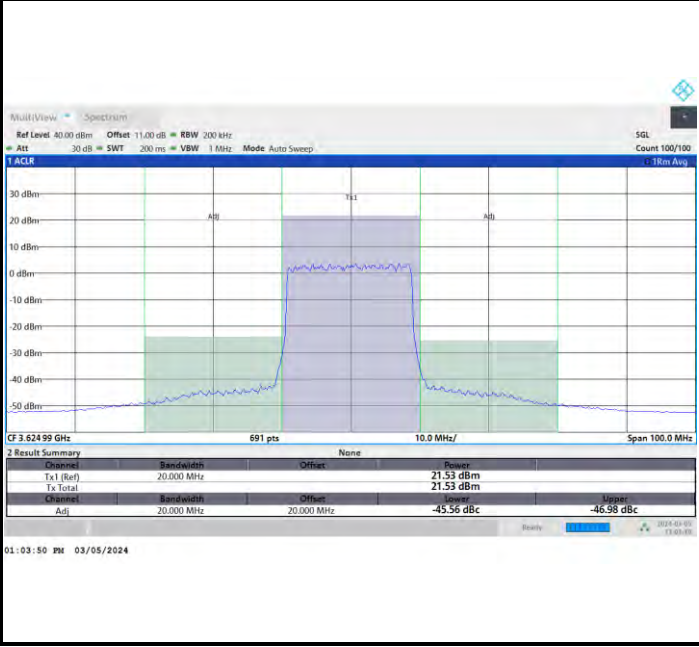 MultiView Spectrum
Ref Level 40.00 dBm Offset 11.00 dB RBW 200 kHz SGL
Att 30 dB SWT 200 ms VBW 1 MHz Mode Auto Sweep Count 100/100
1 ACLR 1Rm Avg
Tx1
30 dBm
Adj Adj
20 dBm
10 dBm
0 dBm
-10 dBm
-20 dBm
-30 dBm
-40 dBm
-50 dBm
CF 3.624 99 GHz 691 pts 10.0 MHz/ Span 100.0 MHz
2 Result Summary None
Channel Bandwidth Offset Power
Tx1 (Ref) 20.000 MHz 21.53 dBm
Tx Total 21.53 dBm
Channel Bandwidth Offset Lower Upper
Adj 20.000 MHz 20.000 MHz -45.56 dBc -46.98 dBc
Ready
01:03:50 PM 03/05/2024